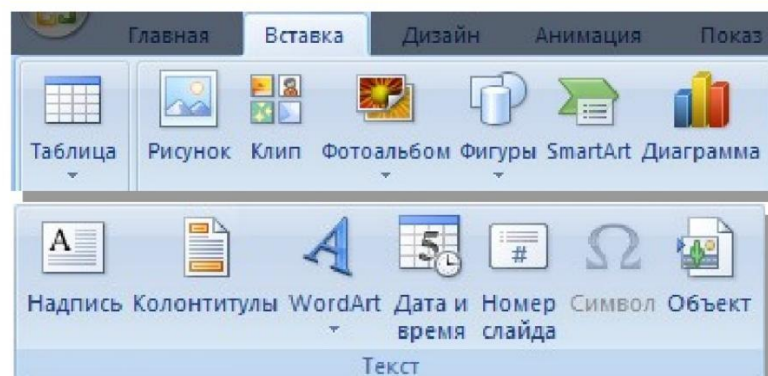 Главная Вставка Дизайн Анимация Показ
Таблица Рисунок Клип Фотоальбом Фигуры SmartArt Диаграмма
Надпись Колонтитулы WordArt Дата и Номер Символ Объект
время слайда
Текст